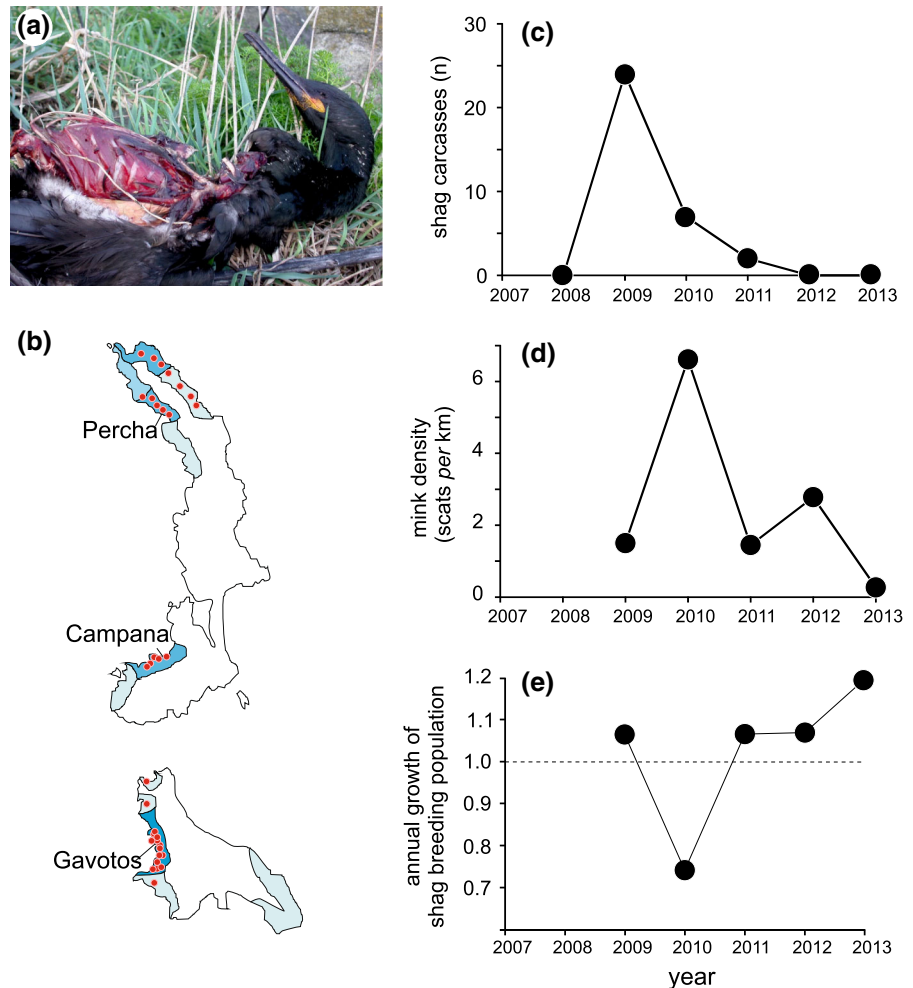 (a)
(b)
Percha
Campana
Gavotos
(c)
shag carcasses (n)
30
20
10
0
2007 2008 2009 2010 2011 2012 2013
(d)
mink density
(scats per km)
6
4
2
0
2007 2008 2009 2010 2011 2012 2013
(e)
annual growth of
shag breeding population
1.2
1.1
1.0
0.9
0.8
0.7
2007 2008 2009 2010 2011 2012 2013
year